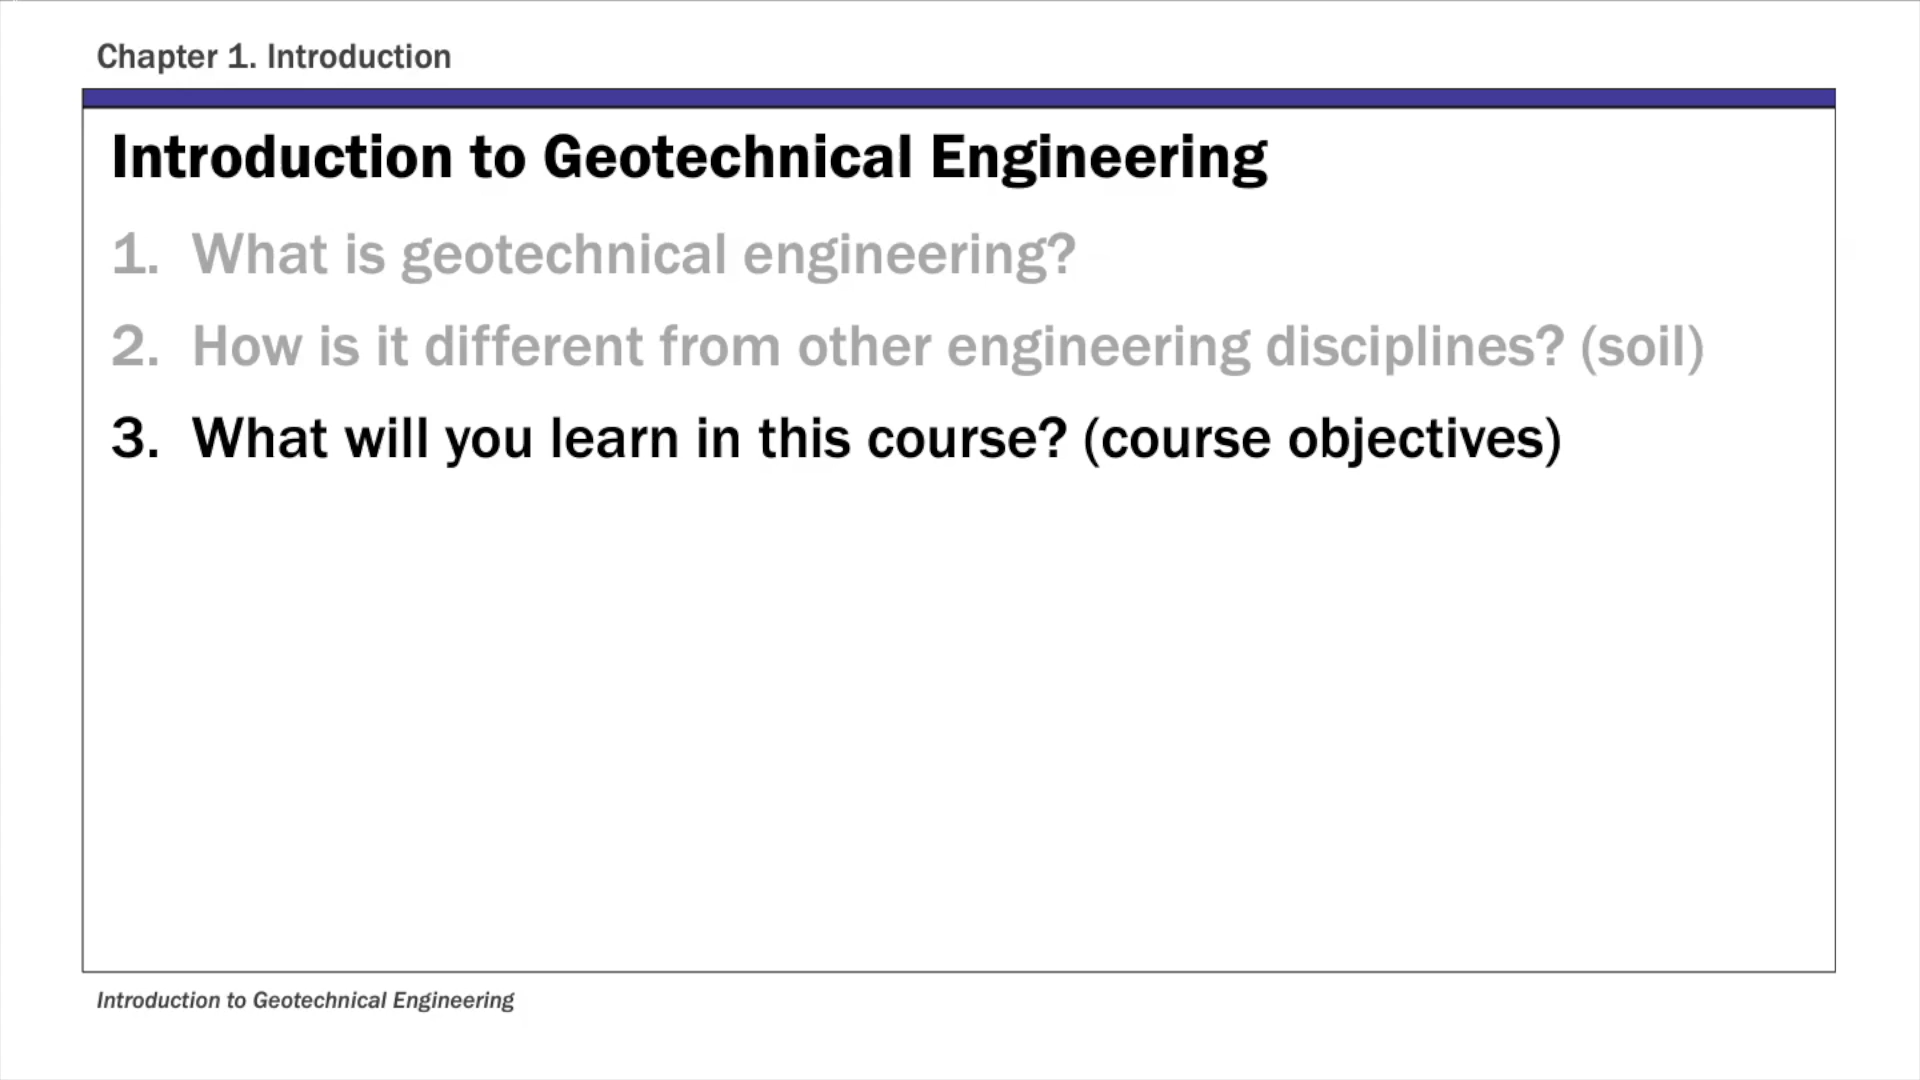 Chapter 1. Introduction
Introduction to Geotechnical Engineering
1. What is geotechnical engineering?
2. How is it different from other engineering disciplines? (soil)
3. What will you learn in this course? (course objectives)
Introduction to Geotechnical Engineering